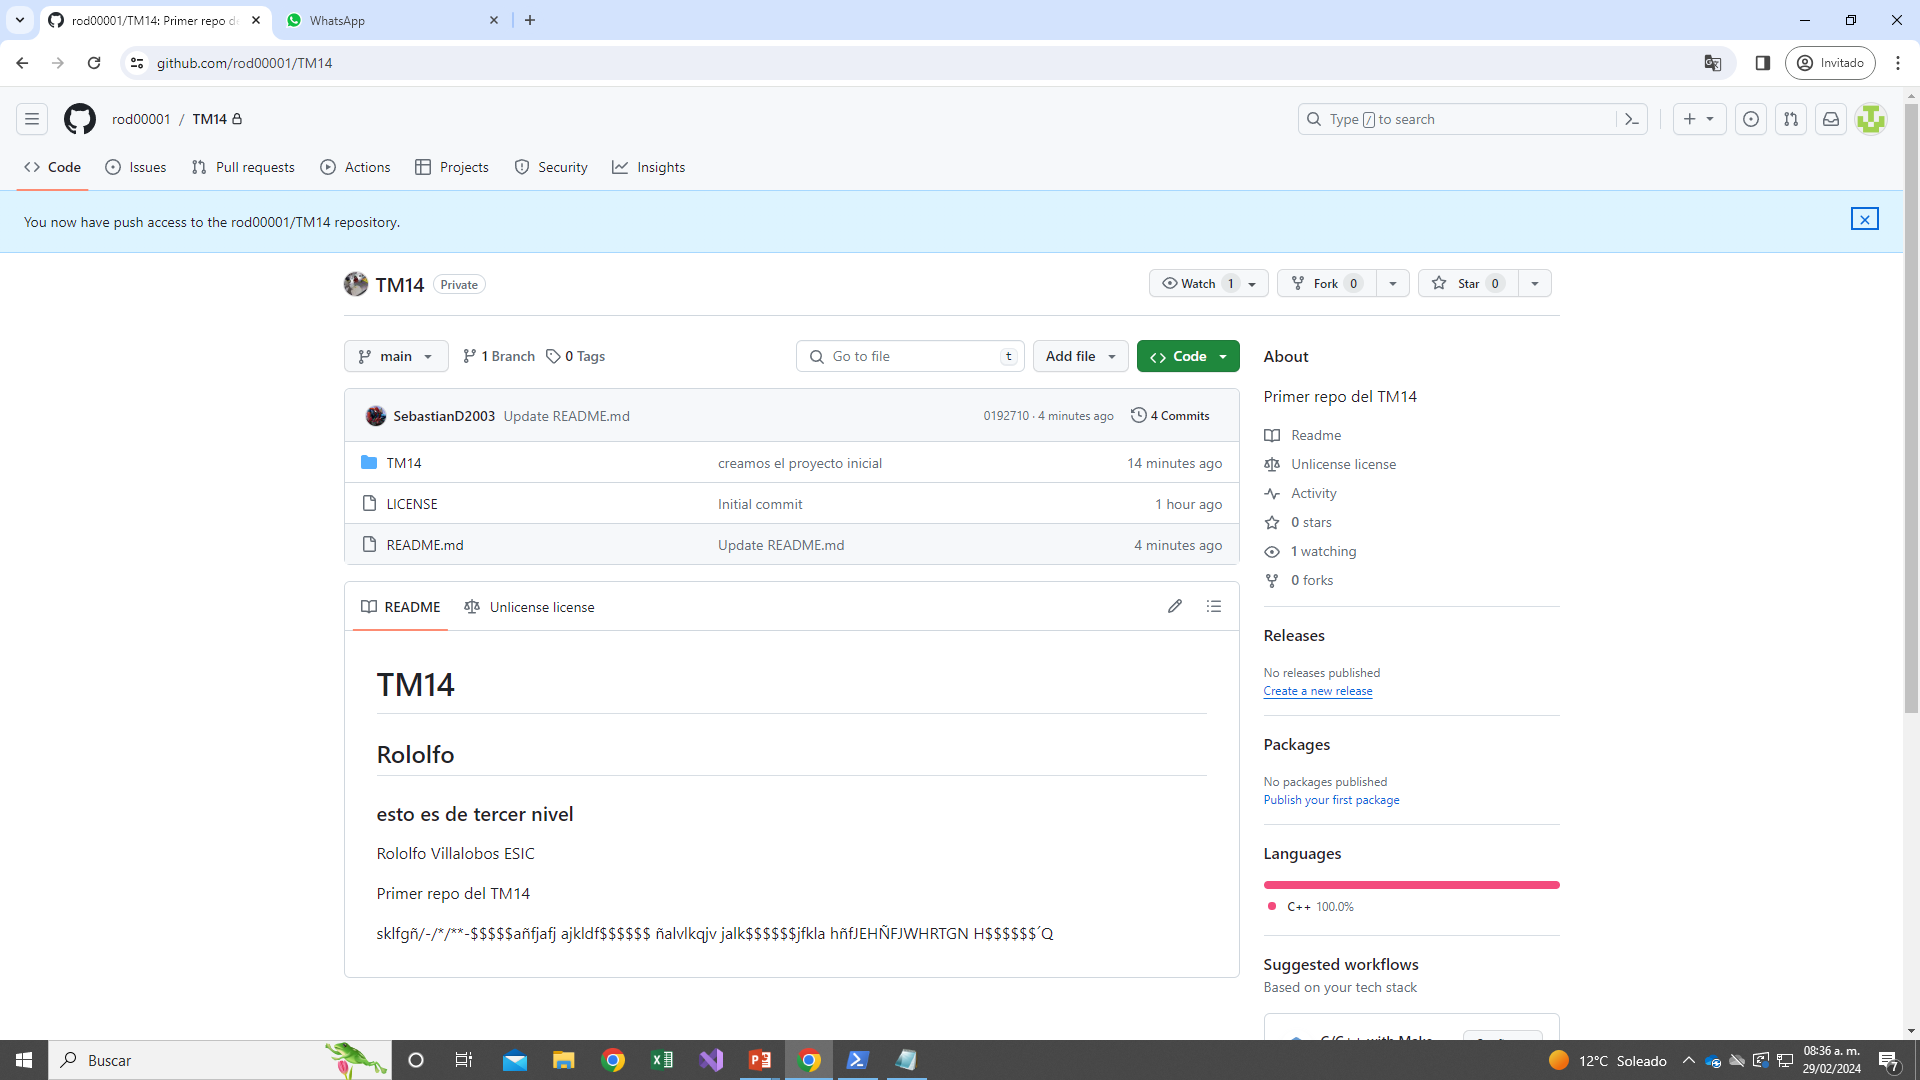 rod00001/TM14: Primer repo de
WhatsApp
github.com/rod00001/TM14
Invitado
rod00001 / TM14
Type / to search
Code Issues Pull requests Actions Projects Security Insights
You now have push access to the rod00001/TM14 repository.
TM14 Private
Watch 1 Fork 0 Star 0
main 1 Branch 0 Tags Go to file t Add file Code
SebastianD2003 Update README.md 0192710 · 4 minutes ago 4 Commits
TM14 creamos el proyecto inicial 14 minutes ago
LICENSE Initial commit 1 hour ago
README.md Update README.md 4 minutes ago
README Unlicense license
TM14
Rololfo
esto es de tercer nivel
Rololfo Villalobos ESIC
Primer repo del TM14
sklfgñ/-/*/**-$$$$$añfjafj ajkldf$$$$$$ ñalvlkqjv jalk$$$$$$jfkla hñfJEHÑFJWHRTGN H$$$$$$´Q
About
Primer repo del TM14
Readme
Unlicense license
Activity
0 stars
1 watching
0 forks
Releases
No releases published
Create a new release
Packages
No packages published
Publish your first package
Languages
C++ 100.0%
Suggested workflows
Based on your tech stack
Buscar
12°C Soleado
08:36 a. m.
29/02/2024
7